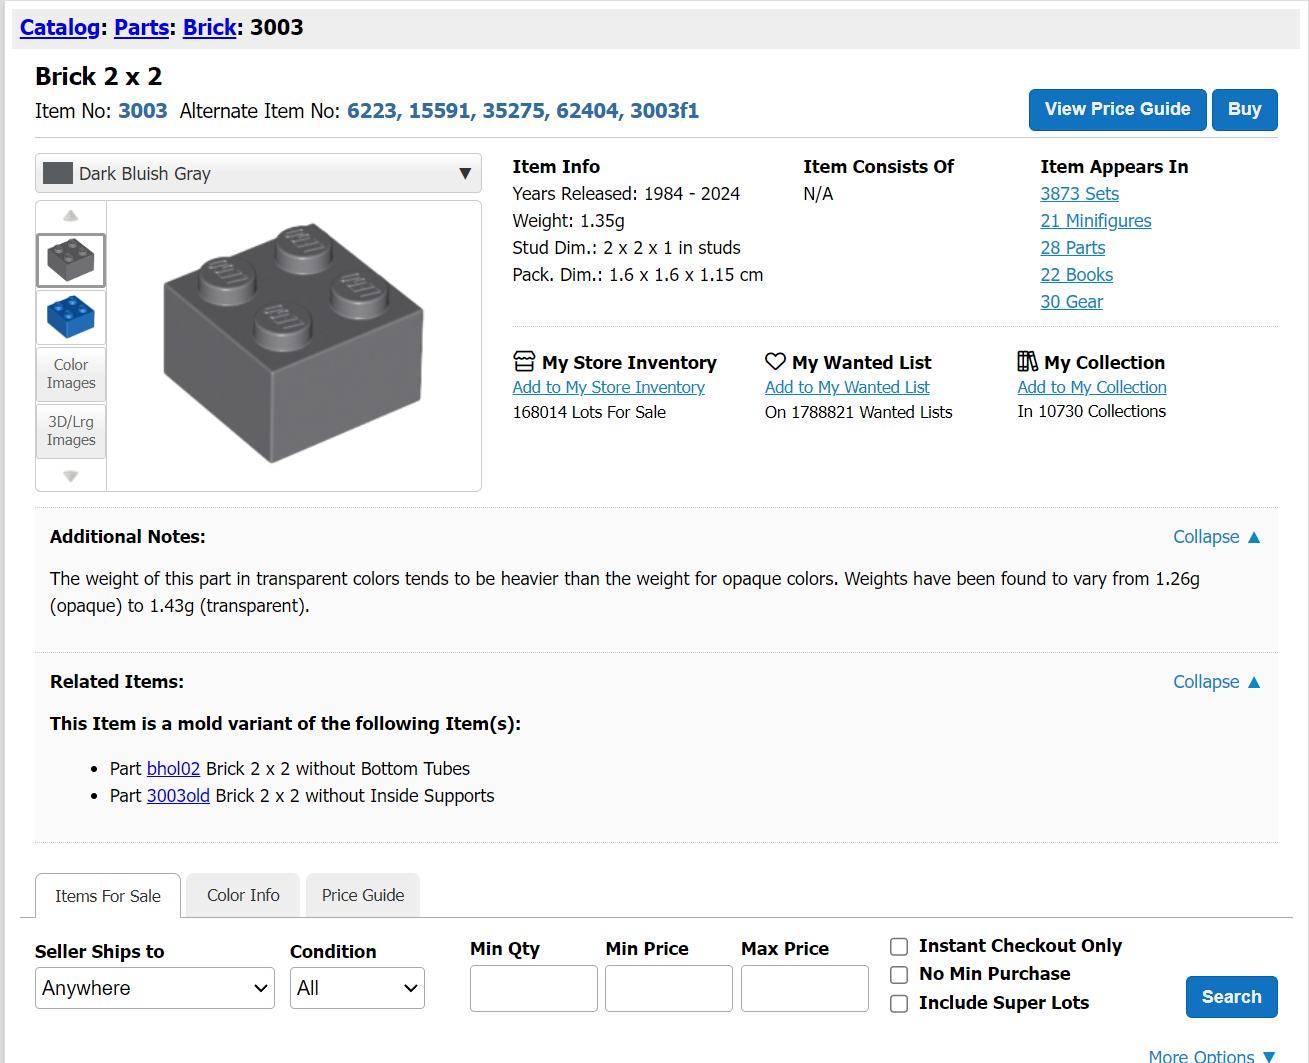 Catalog: Parts: Brick: 3003
Brick 2 x 2
Item No: 3003 Alternate Item No: 6223, 15591, 35275, 62404, 3003f1
View Price Guide
Buy
Dark Bluish Gray
Color
Images
3D/Lrg
Images
Item Info
Years Released: 1984 - 2024
Weight: 1.35g
Stud Dim.: 2 x 2 x 1 in studs
Pack. Dim.: 1.6 x 1.6 x 1.15 cm
Item Consists Of
N/A
Item Appears In
3873 Sets
21 Minifigures
28 Parts
22 Books
30 Gear
My Store Inventory
Add to My Store Inventory
168014 Lots For Sale
My Wanted List
Add to My Wanted List
On 1788821 Wanted Lists
My Collection
Add to My Collection
In 10730 Collections
Additional Notes:
Collapse ▲
The weight of this part in transparent colors tends to be heavier than the weight for opaque colors. Weights have been found to vary from 1.26g
(opaque) to 1.43g (transparent).
Related Items:
Collapse ▲
This Item is a mold variant of the following Item(s):
• Part bhol02 Brick 2 x 2 without Bottom Tubes
• Part 3003old Brick 2 x 2 without Inside Supports
Items For Sale
Color Info
Price Guide
Seller Ships to
Anywhere
Condition
All
Min Qty
Min Price
Max Price
Instant Checkout Only
No Min Purchase
Include Super Lots
Search
More Options ▼